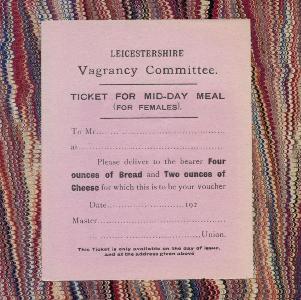 LEICESTERSHIRE
Vagrancy Committee.
TICKET FOR MID-DAY MEAL
(FOR FEMALES).
To Mr.......................................
at.............................................
Please deliver to the bearer Four
ounces of Bread and Two ounces of
Cheese for which this is to be your voucher
Date........................192
Master.......................................
.......................................Union.
This Ticket is only available on the day of issue,
and at the address given above